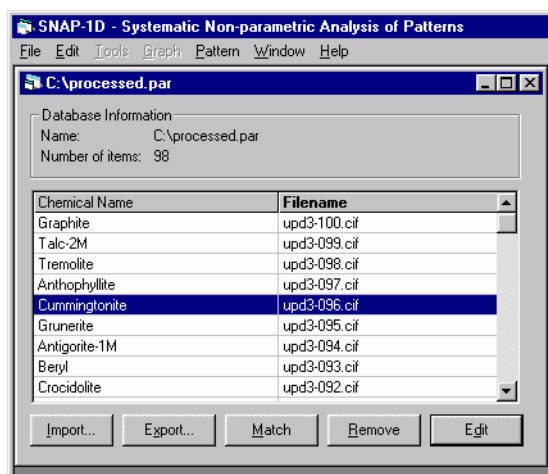 SNAP-1D - Systematic Non-parametric Analysis of Patterns
File Edit Tools Graph Pattern Window Help
C:\processed.par
Database Information
Name: C:\processed.par
Number of items: 98
Chemical Name Filename
Graphite upd3-100.cif
Talc-2M upd3-099.cif
Tremolite upd3-098.cif
Anthophyllite upd3-097.cif
Cummingtonite upd3-096.cif
Grunerite upd3-095.cif
Antigorite-1M upd3-094.cif
Beryl upd3-093.cif
Crocidolite upd3-092.cif
Import... Export... Match Remove Edit